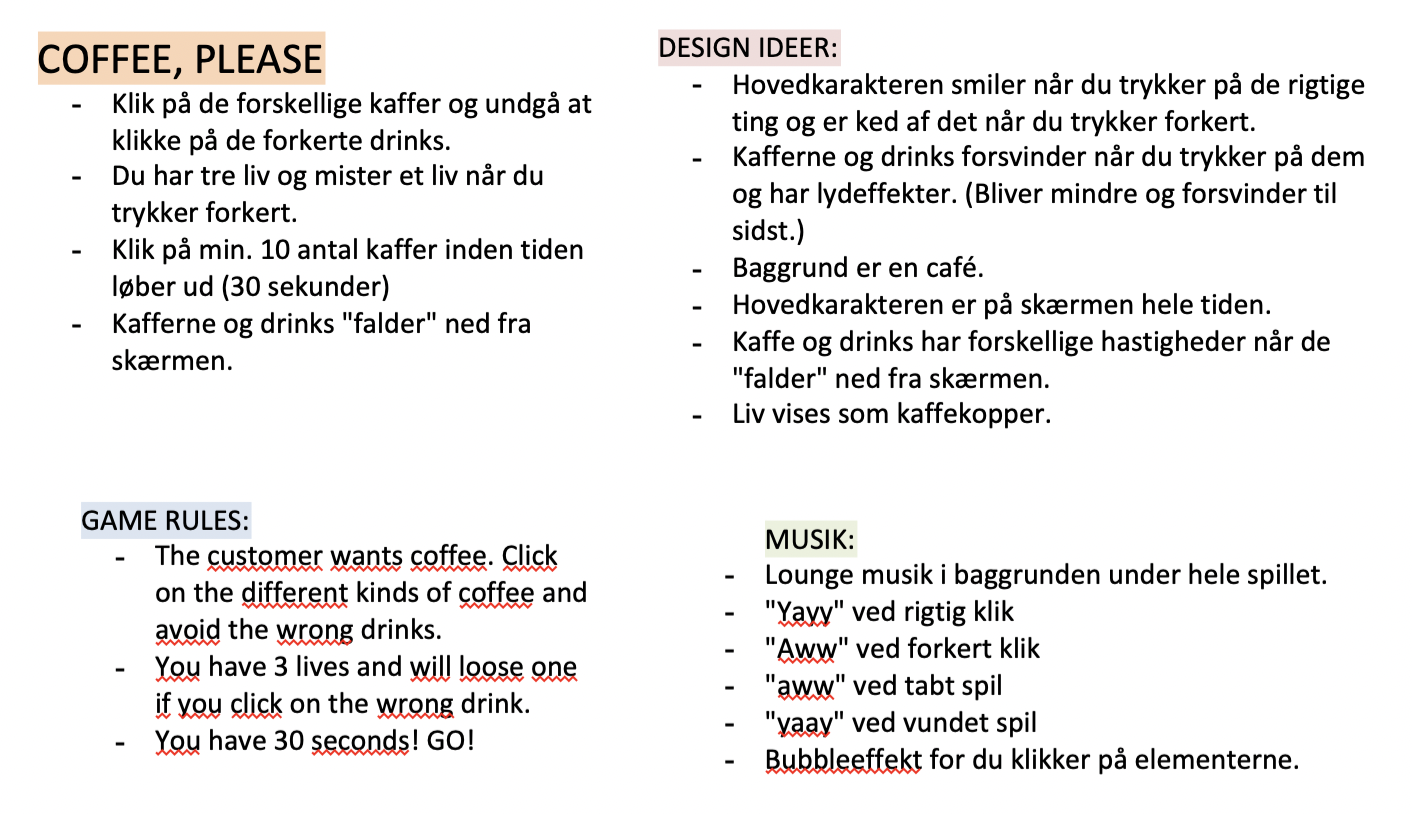 COFFEE, PLEASE
- Klik på de forskellige kaffer og undgå at
klikke på de forkerte drinks.
- Du har tre liv og mister et liv når du
trykker forkert.
- Klik på min. 10 antal kaffer inden tiden
løber ud (30 sekunder)
- Kafferne og drinks "falder" ned fra
skærmen.
DESIGN IDEER:
- Hovedkarakteren smiler når du trykker på de rigtige
ting og er ked af det når du trykker forkert.
- Kafferne og drinks forsvinder når du trykker på dem
og har lydeffekter. (Bliver mindre og forsvinder til
sidst.)
- Baggrund er en café.
- Hovedkarakteren er på skærmen hele tiden.
- Kaffe og drinks har forskellige hastigheder når de
"falder" ned fra skærmen.
- Liv vises som kaffekopper.
GAME RULES:
- The customer wants coffee. Click
on the different kinds of coffee and
avoid the wrong drinks.
- You have 3 lives and will loose one
if you click on the wrong drink.
- You have 30 seconds! GO!
MUSIK:
- Lounge musik i baggrunden under hele spillet.
- "Yayy" ved rigtig klik
- "Aww" ved forkert klik
- "aww" ved tabt spil
- "yaay" ved vundet spil
- Bubbleeffekt for du klikker på elementerne.